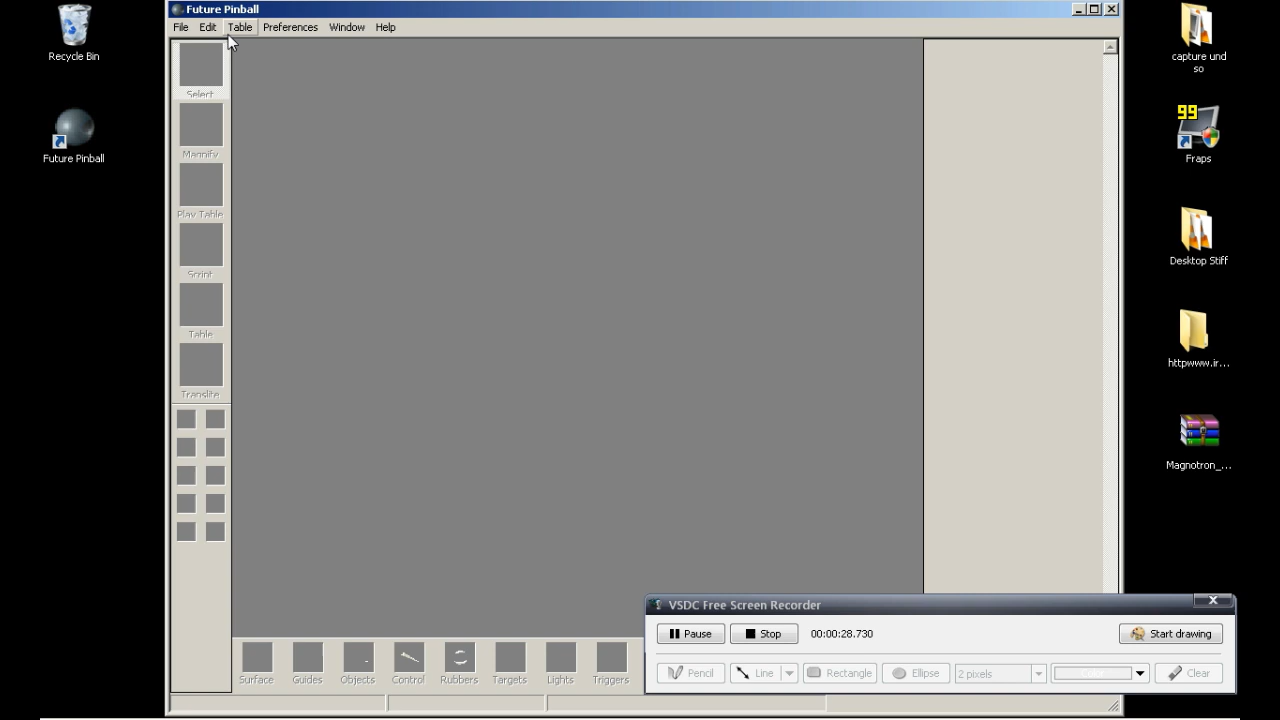 Recycle Bin
Future Pinball
Future Pinball
File Edit Table Preferences Window Help
Select
Magnify
Play Table
Script
Table
Translite
Surface Guides Objects Control Rubbers Targets Lights Triggers
VSDC Free Screen Recorder
Pause Stop 00:00:28.730 Start drawing
Pencil Line Rectangle Ellipse 2 pixels Color Clear
capture und
so
99
Fraps
Desktop Stiff
httpwww.ir...
Magnotron_...